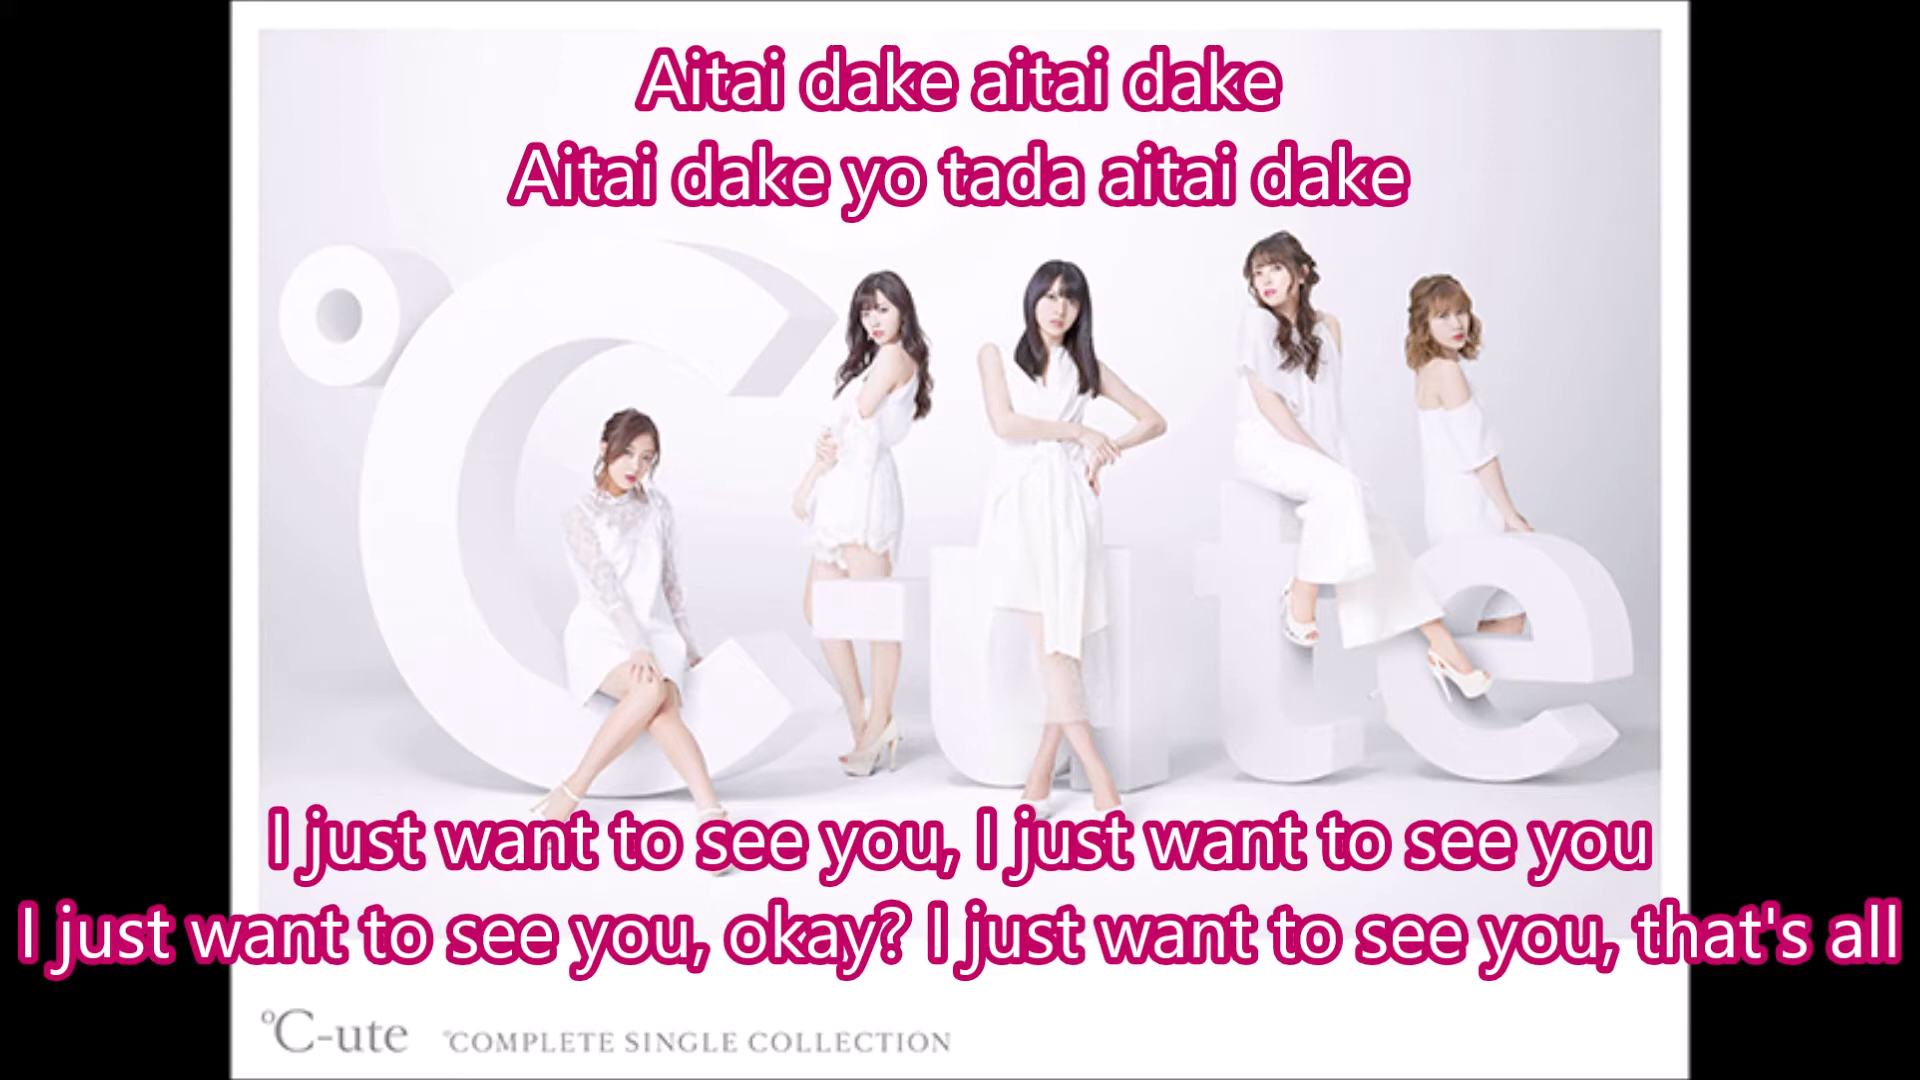 Aitai dake aitai dake
Aitai dake yo tada aitai dake
℃-ute
I just want to see you, I just want to see you
I just want to see you, okay? I just want to see you, that's all
℃-ute ℃OMPLETE SINGLE COLLECTION